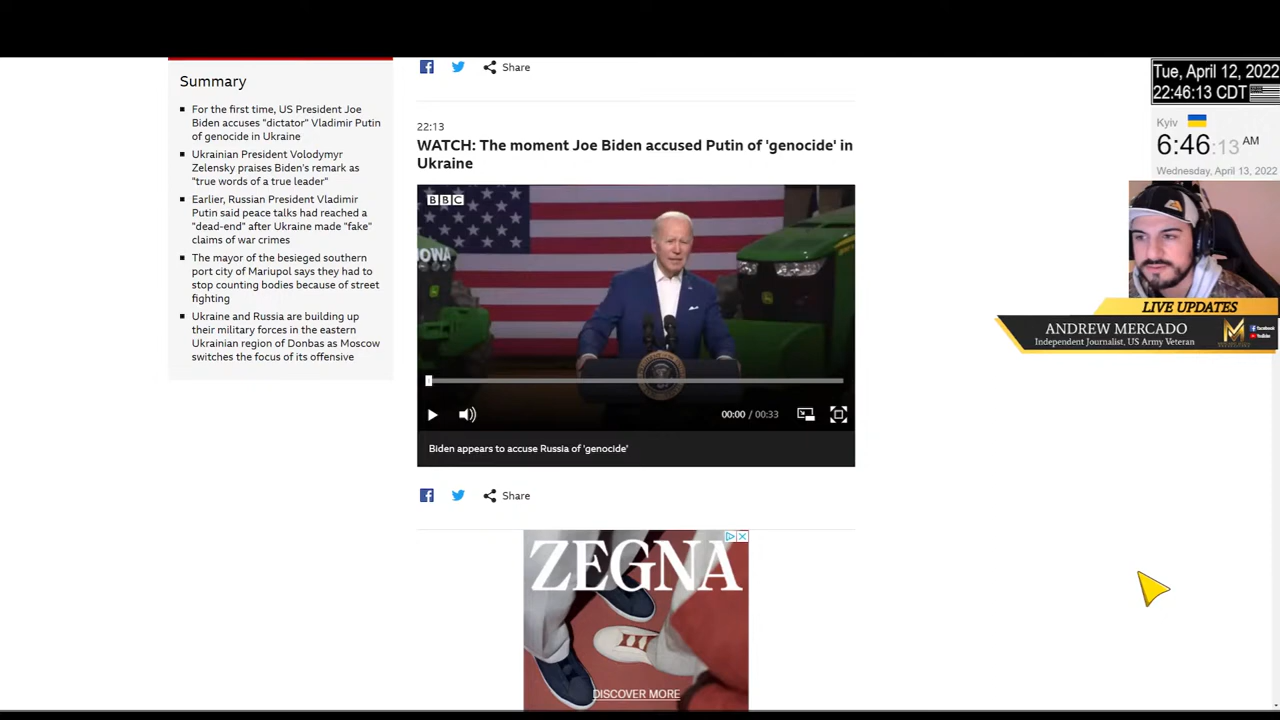 Share
Summary
For the first time, US President Joe
Biden accuses "dictator" Vladimir Putin
of genocide in Ukraine
Ukrainian President Volodymyr
Zelensky praises Biden's remark as
"true words of a true leader"
Earlier, Russian President Vladimir
Putin said peace talks had reached a
"dead-end" after Ukraine made "fake"
claims of war crimes
The mayor of the besieged southern
port city of Mariupol says they had to
stop counting bodies because of street
fighting
Ukraine and Russia are building up
their military forces in the eastern
Ukrainian region of Donbas as Moscow
switches the focus of its offensive
22:13
WATCH: The moment Joe Biden accused Putin of 'genocide' in
Ukraine
BBC
IOWA
00:00 / 00:33
Biden appears to accuse Russia of 'genocide'
Share
ZEGNA
DISCOVER MORE
Tue, April 12, 2022
22:46:13 CDT
Kyiv
6:46:13 AM
Wednesday, April 13, 2022
LIVE UPDATES
ANDREW MERCADO
Independent Journalist, US Army Veteran
facebook
YouTube